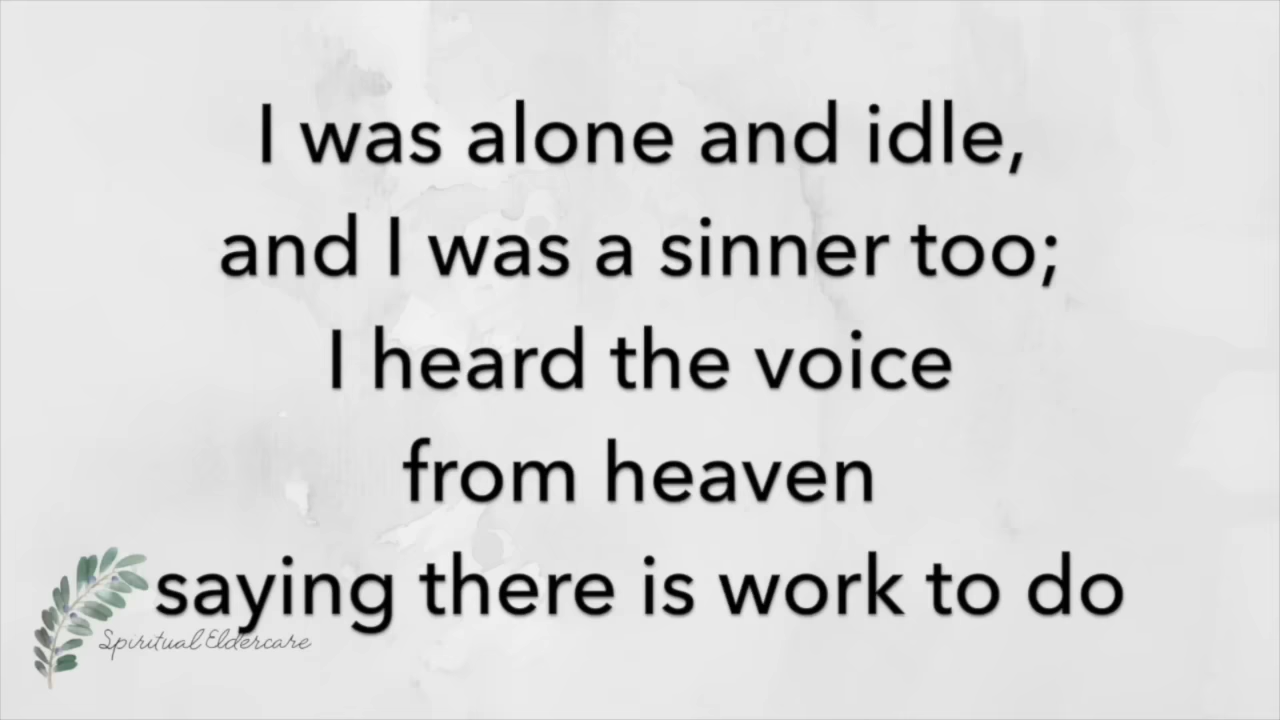 I was alone and idle,
and I was a sinner too;
I heard the voice
from heaven
saying there is work to do
Spiritual Eldercare